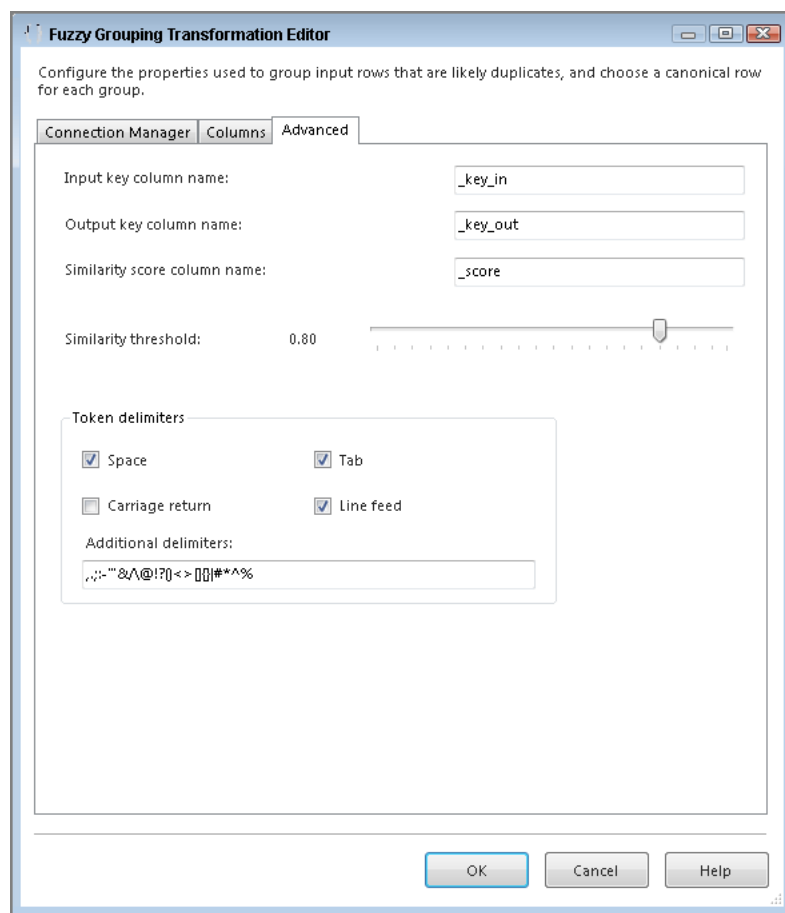 Fuzzy Grouping Transformation Editor
Configure the properties used to group input rows that are likely duplicates, and choose a canonical row
for each group.
Connection Manager Columns Advanced
Input key column name: _key_in
Output key column name: _key_out
Similarity score column name: _score
Similarity threshold: 0.80
Token delimiters
Space Tab
Carriage return Line feed
Additional delimiters:
,.;:-"'&/\@!?()<>[]{}|#*^%
OK Cancel Help